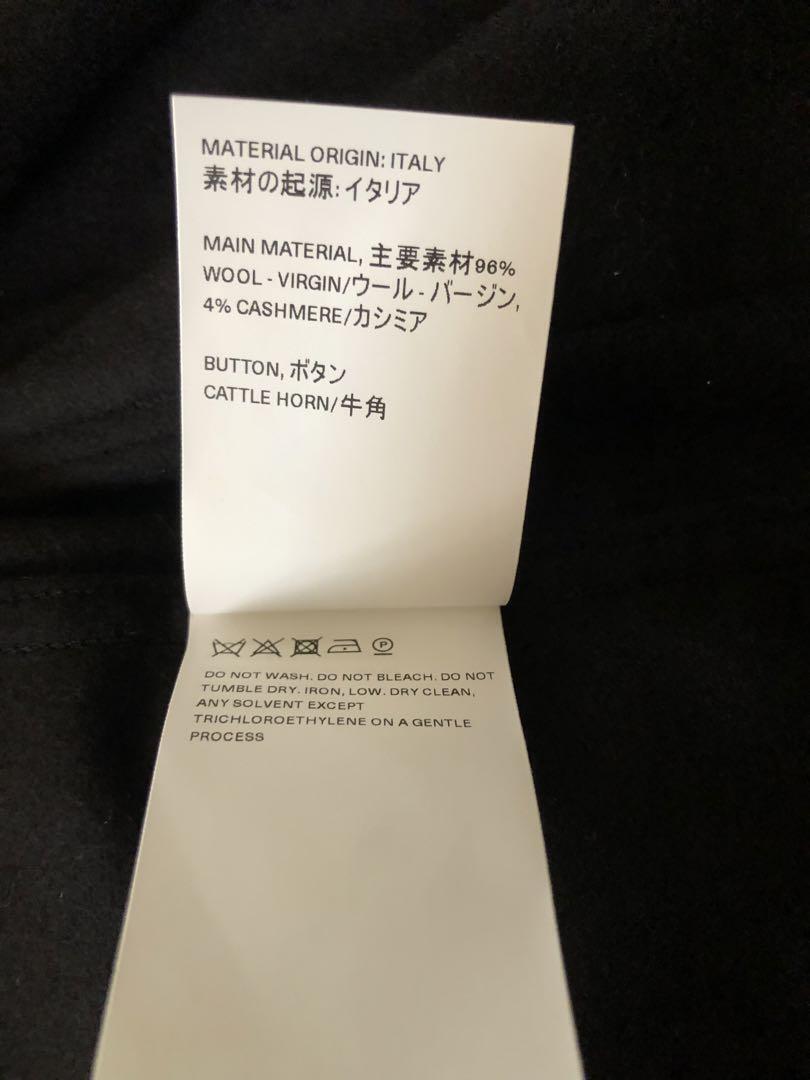 MATERIAL ORIGIN: ITALY
素材の起源: イタリア
MAIN MATERIAL, 主要素材96%
WOOL - VIRGIN/ウール - バージン,
4% CASHMERE/カシミア
BUTTON, ボタン
CATTLE HORN/牛角
P
DO NOT WASH. DO NOT BLEACH. DO NOT
TUMBLE DRY. IRON, LOW. DRY CLEAN,
ANY SOLVENT EXCEPT
TRICHLOROETHYLENE ON A GENTLE
PROCESS